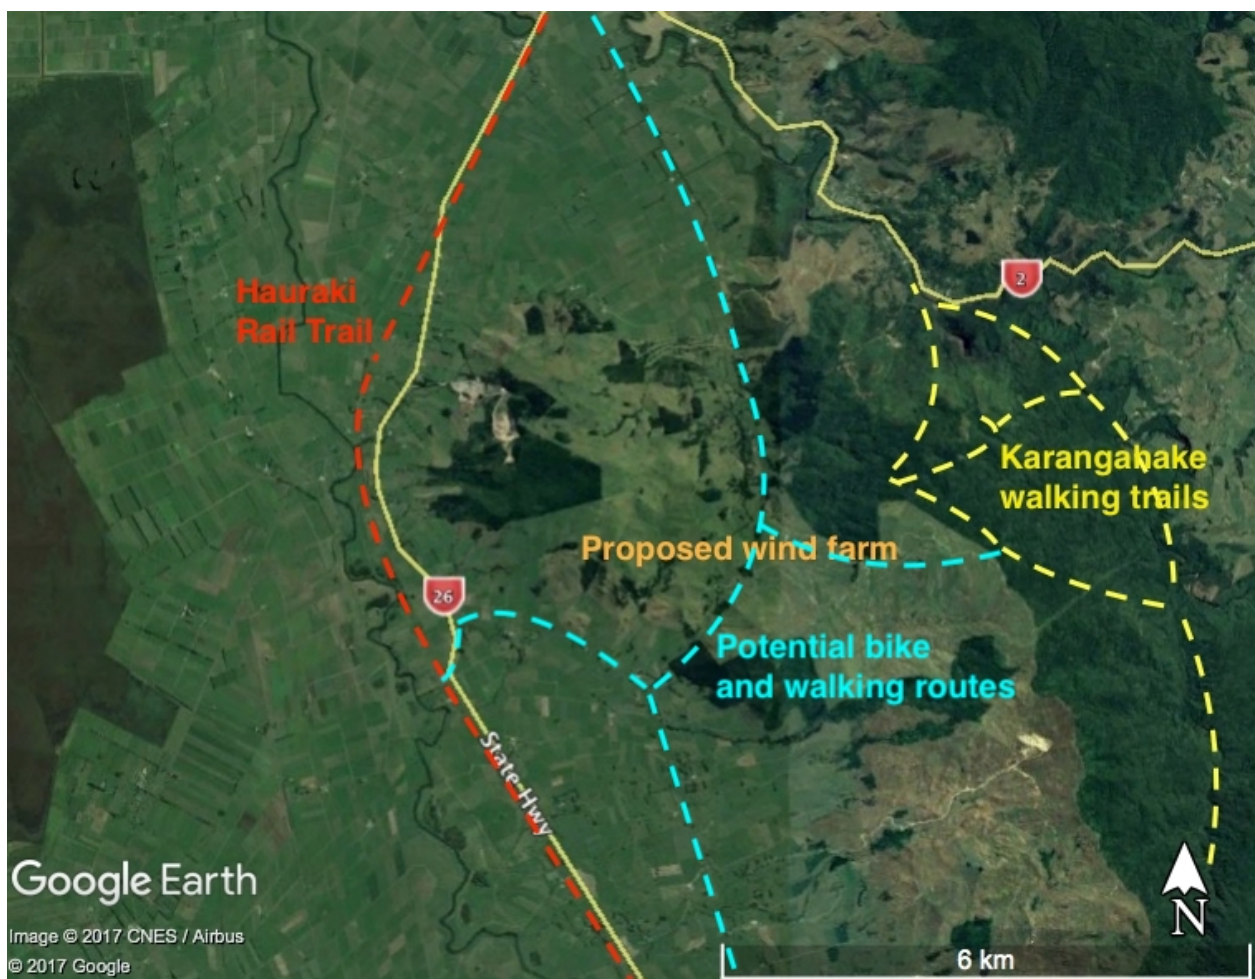 2
Hauraki
Rail Trail
Karangahake
walking trails
Proposed wind farm
26
Potential bike
and walking routes
State Hwy
Google Earth
N
Image © 2017 CNES / Airbus
6 km
© 2017 Google